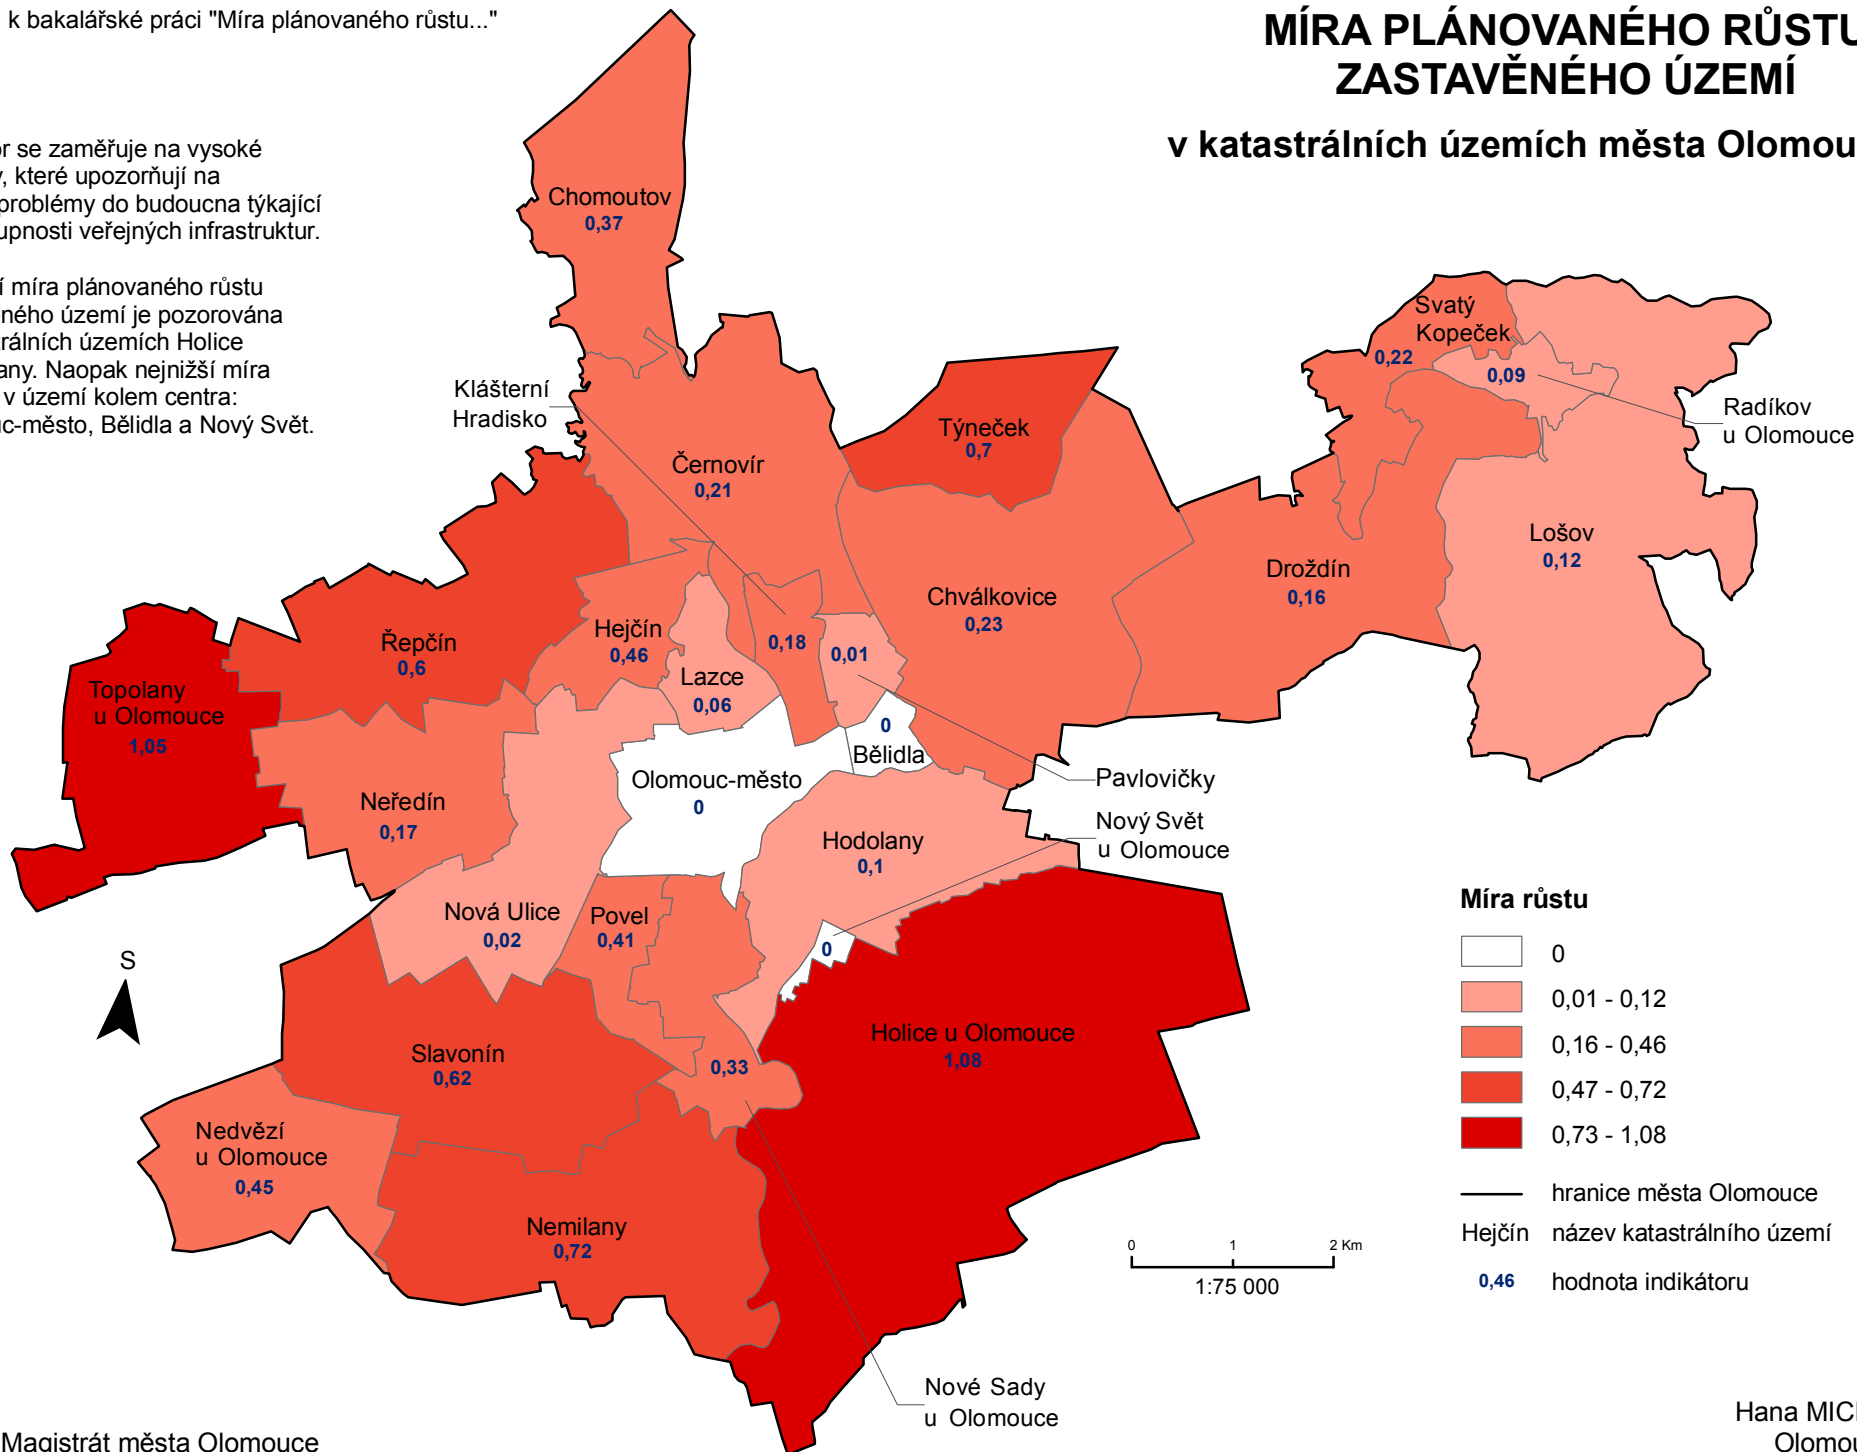 k bakalářské práci "Míra plánovaného růstu..."
MÍRA PLÁNOVANÉHO RŮSTU
ZASTAVĚNÉHO ÚZEMÍ
v katastrálních územích města Olomou
se zaměřuje na vysoké
, které upozorňují na
problémy do budoucna týkající
upnosti veřejných infrastruktur.
í míra plánovaného růstu
ného území je pozorována
trálních územích Holice
any. Naopak nejnižší míra
v území kolem centra:
c-město, Bělidla a Nový Svět.
Chomoutov
0,37
Svatý
Kopeček
0,22
0,09
Radíkov
u Olomouce
Klášterní
Hradisko
Týneček
0,7
Černovír
0,21
Lošov
0,12
Droždín
0,16
Chválkovice
0,23
Hejčín
0,46
Řepčín
0,6
0,18
0,01
Lazce
0,06
Topolany
u Olomouce
1,05
0
Bělidla
Olomouc-město
0
Pavlovičky
Neředín
0,17
Nový Svět
u Olomouce
Hodolany
0,1
Nová Ulice
0,02
Povel
0,41
0
S
Holice u Olomouce
1,08
Slavonín
0,62
0,33
Nedvězí
u Olomouce
0,45
Nemilany
0,72
Nové Sady
u Olomouce
Míra růstu
0
0,01 - 0,12
0,16 - 0,46
0,47 - 0,72
0,73 - 1,08
hranice města Olomouce
Hejčín název katastrálního území
0,46 hodnota indikátoru
0 1 2 Km
1:75 000
Magistrát města Olomouce
Hana MICH
Olomou